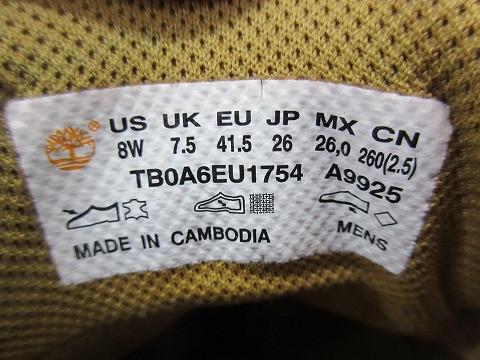 US UK EU JP MX CN
8W 7.5 41.5 26 26,0 260(2.5)
TB0A6EU1754 A9925
MADE IN CAMBODIA MENS